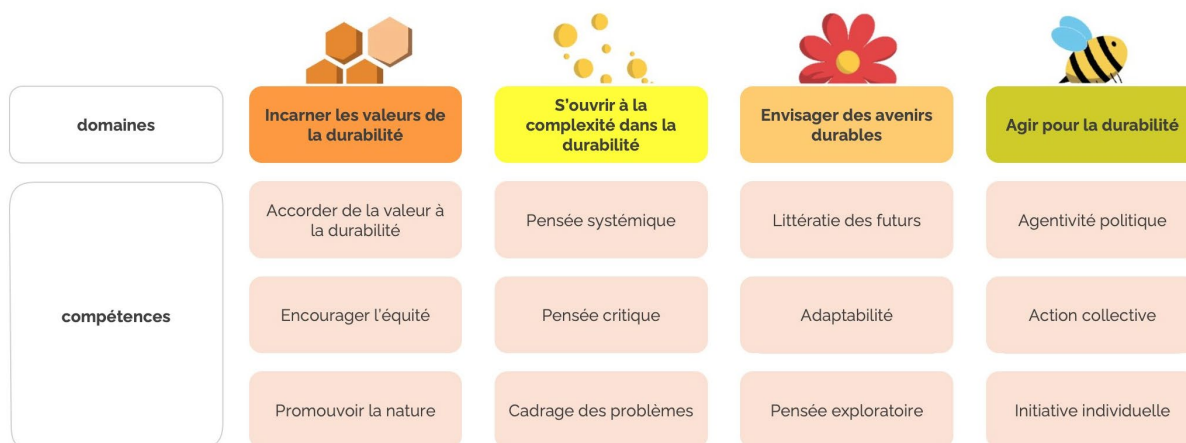 domaines
Incarner les valeurs de
la durabilité
S'ouvrir à la
complexité dans la
durabilité
Envisager des avenirs
durables
Agir pour la durabilité
compétences
Accorder de la valeur à
la durabilité
Pensée systémique
Littératie des futurs
Agentivité politique
Encourager l'équité
Pensée critique
Adaptabilité
Action collective
Promouvoir la nature
Cadrage des problèmes
Pensée exploratoire
Initiative individuelle